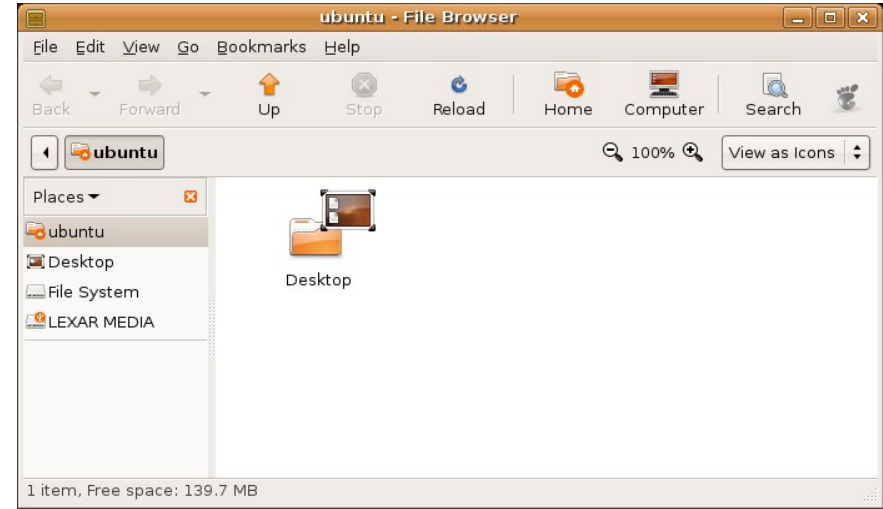 ubuntu - File Browser
File Edit View Go Bookmarks Help
Back Forward Up Stop Reload Home Computer Search
ubuntu 100% View as Icons
Places
ubuntu
Desktop
File System
LEXAR MEDIA
Desktop
1 item, Free space: 139.7 MB